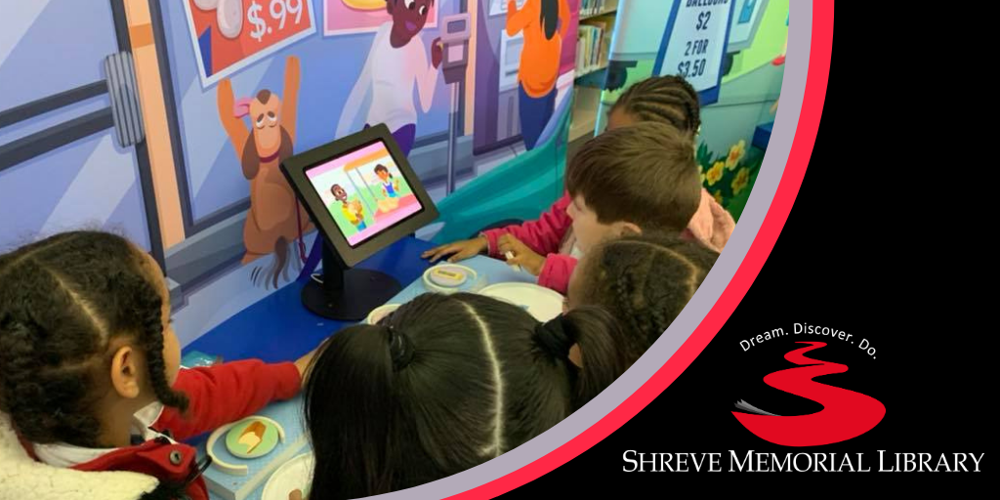 $.99
BALLOONS
$2
2 FOR
$3.50
Dream. Discover. Do.
SHREVE MEMORIAL LIBRARY